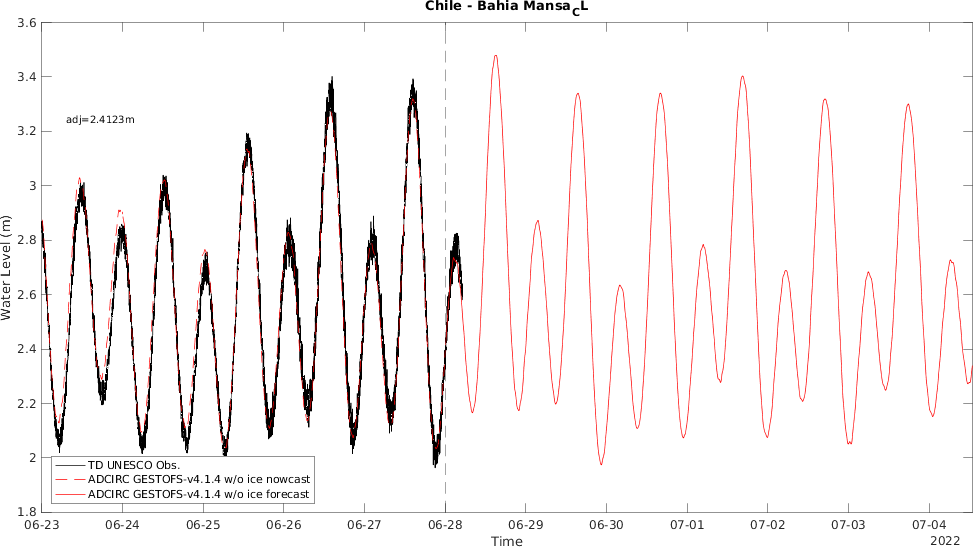 Chile - Bahia Mansa_CL
3.6
3.4
3.2
3
2.8
2.6
2.4
2.2
2
1.8
Water Level (m)
adj=2.4123m
TD UNESCO Obs.
ADCIRC GESTOFS-v4.1.4 w/o ice nowcast
ADCIRC GESTOFS-v4.1.4 w/o ice forecast
06-23 06-24 06-25 06-26 06-27 06-28 06-29 06-30 07-01 07-02 07-03 07-04
Time
2022